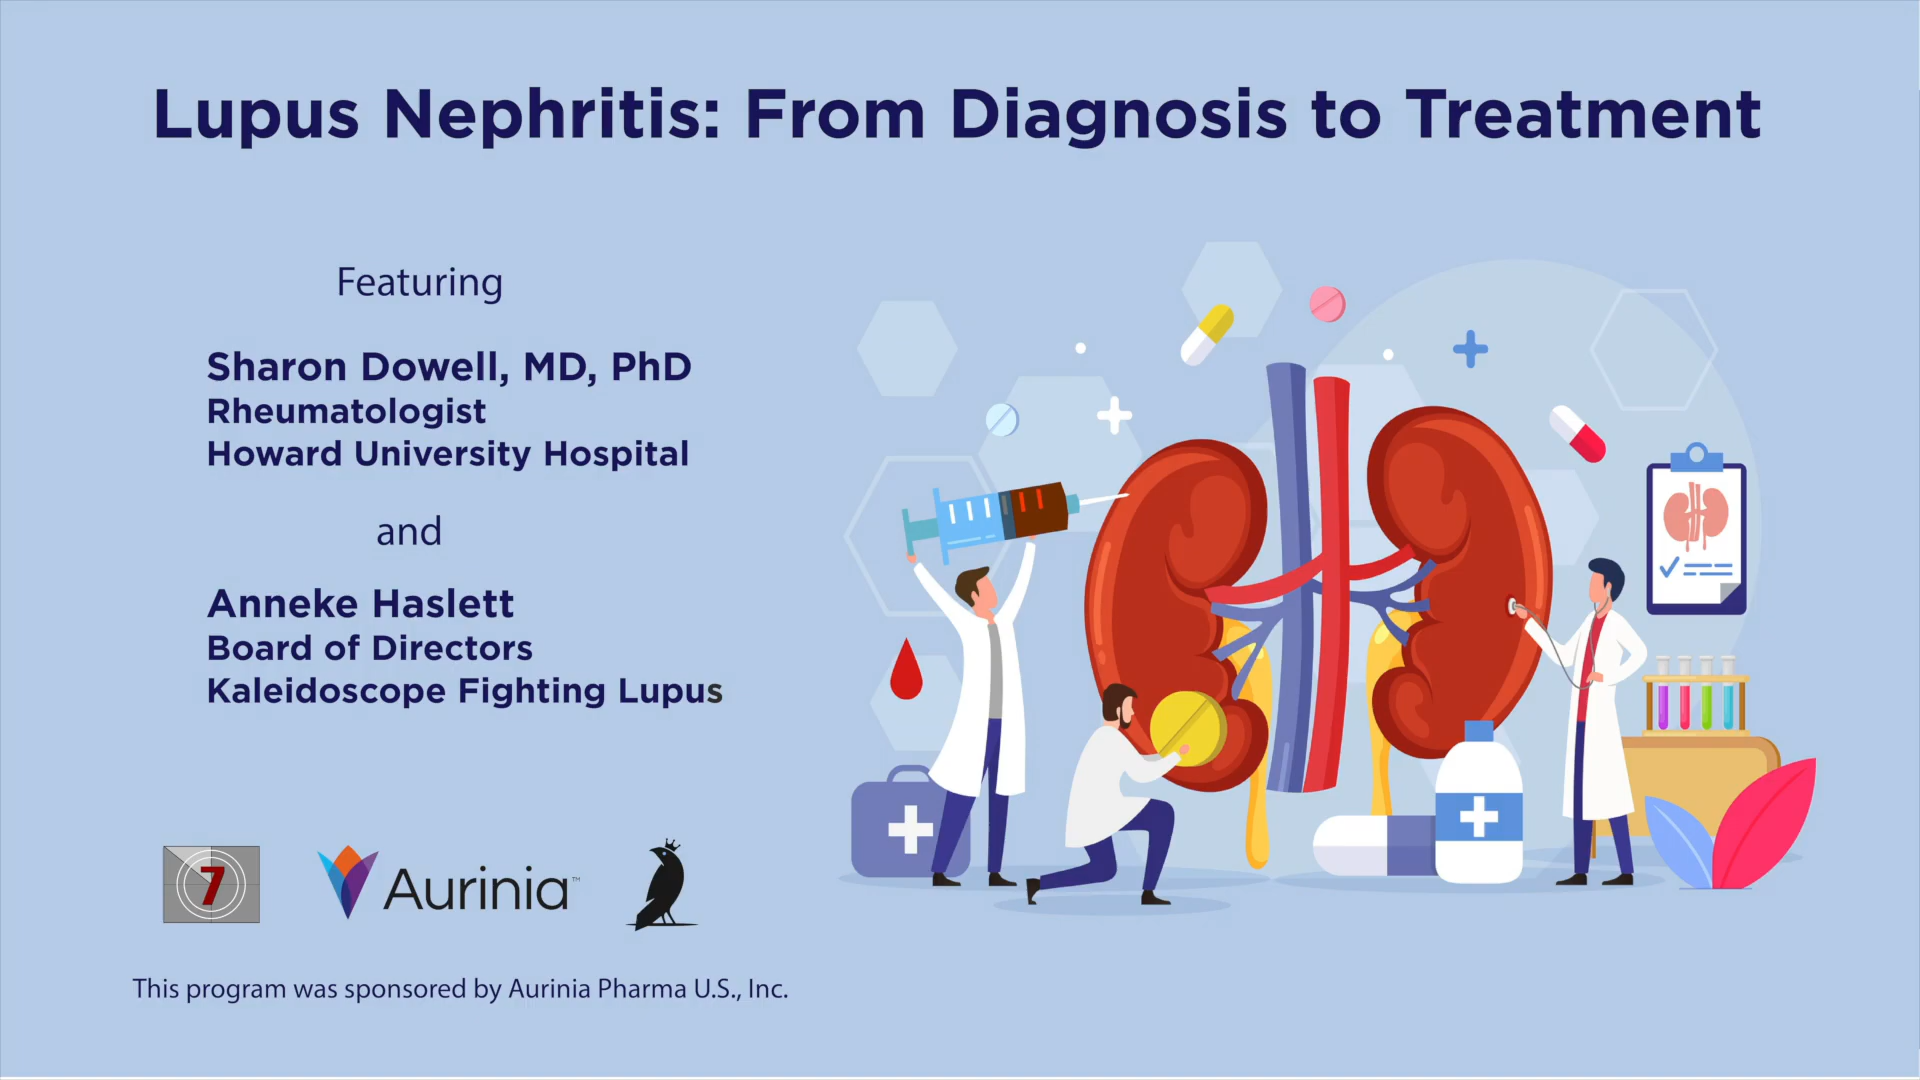 Lupus Nephritis: From Diagnosis to Treatment
Featuring
Sharon Dowell, MD, PhD
Rheumatologist
Howard University Hospital
and
Anneke Haslett
Board of Directors
Kaleidoscope Fighting Lupus
7
Aurinia™
This program was sponsored by Aurinia Pharma U.S., Inc.